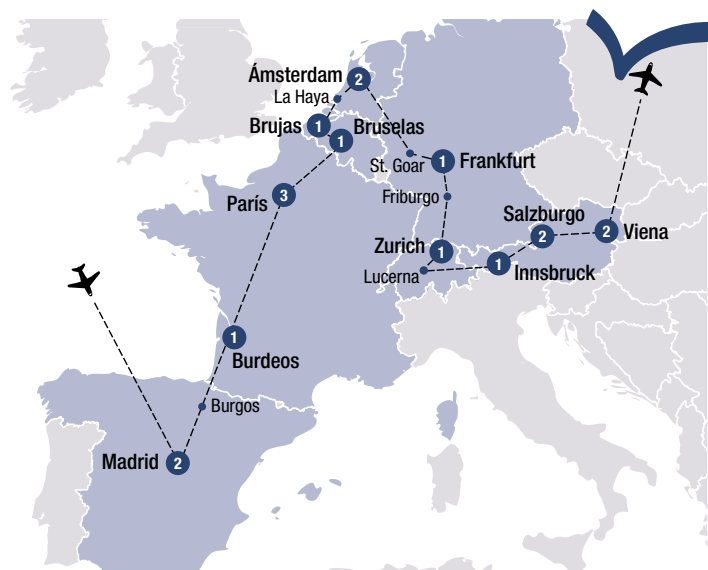 Ámsterdam
2
La Haya
Brujas
1
Bruselas
1
St. Goar
1
Frankfurt
París
3
Friburgo
Salzburgo
2
2
Viena
Zurich
1
Lucerna
1
Innsbruck
1
Burdeos
Burgos
Madrid
2